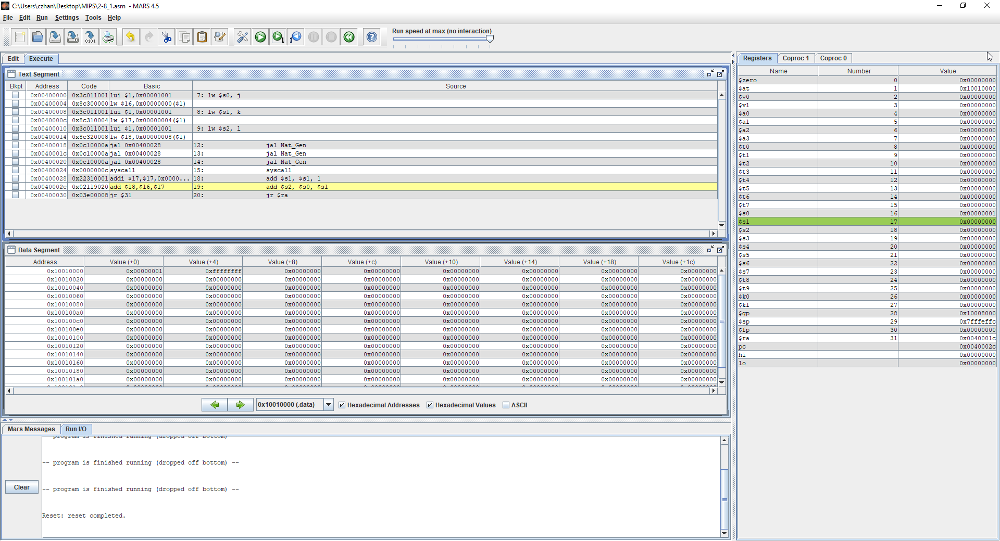 C:\Users\czhan\Desktop\MIPS\2-8_1.asm - MARS 4.5
File Edit Run Settings Tools Help
Run speed at max (no interaction)
Edit Execute
Text Segment
Bkpt Address Code Basic Source
0x00400000 0x3c011001 lui $1,0x00001001 7: lw $s0, j
0x00400004 0x8c300000 lw $16,0x00000000($1)
0x00400008 0x3c011001 lui $1,0x00001001 8: lw $s1, k
0x0040000c 0x8c310004 lw $17,0x00000004($1)
0x00400010 0x3c011001 lui $1,0x00001001 9: lw $s2, l
0x00400014 0x8c320008 lw $18,0x00000008($1)
0x00400018 0x0c10000a jal 0x00400028 12: jal Nat_Gen
0x0040001c 0x0c10000a jal 0x00400028 13: jal Nat_Gen
0x00400020 0x0c10000a jal 0x00400028 14: jal Nat_Gen
0x00400024 0x0000000c syscall 15: syscall
0x00400028 0x22310001 addi $17,$17,0x0000... 18: add $s1, $s1, 1
0x0040002c 0x02119020 add $18,$16,$17 19: add $s2, $s0, $s1
0x00400030 0x03e00008 jr $31 20: jr $ra
Data Segment
Address Value (+0) Value (+4) Value (+8) Value (+c) Value (+10) Value (+14) Value (+18) Value (+1c)
0x10010000 0x00000001 0xffffffff 0x00000000 0x00000000 0x00000000 0x00000000 0x00000000 0x00000000
0x10010020 0x00000000 0x00000000 0x00000000 0x00000000 0x00000000 0x00000000 0x00000000 0x00000000
0x10010040 0x00000000 0x00000000 0x00000000 0x00000000 0x00000000 0x00000000 0x00000000 0x00000000
0x10010060 0x00000000 0x00000000 0x00000000 0x00000000 0x00000000 0x00000000 0x00000000 0x00000000
0x10010080 0x00000000 0x00000000 0x00000000 0x00000000 0x00000000 0x00000000 0x00000000 0x00000000
0x100100a0 0x00000000 0x00000000 0x00000000 0x00000000 0x00000000 0x00000000 0x00000000 0x00000000
0x100100c0 0x00000000 0x00000000 0x00000000 0x00000000 0x00000000 0x00000000 0x00000000 0x00000000
0x100100e0 0x00000000 0x00000000 0x00000000 0x00000000 0x00000000 0x00000000 0x00000000 0x00000000
0x10010100 0x00000000 0x00000000 0x00000000 0x00000000 0x00000000 0x00000000 0x00000000 0x00000000
0x10010120 0x00000000 0x00000000 0x00000000 0x00000000 0x00000000 0x00000000 0x00000000 0x00000000
0x10010140 0x00000000 0x00000000 0x00000000 0x00000000 0x00000000 0x00000000 0x00000000 0x00000000
0x10010160 0x00000000 0x00000000 0x00000000 0x00000000 0x00000000 0x00000000 0x00000000 0x00000000
0x10010180 0x00000000 0x00000000 0x00000000 0x00000000 0x00000000 0x00000000 0x00000000 0x00000000
0x100101a0 0x00000000 0x00000000 0x00000000 0x00000000 0x00000000 0x00000000 0x00000000 0x00000000
0x10010000 (.data) Hexadecimal Addresses Hexadecimal Values ASCII
Mars Messages Run I/O
Clear
program is finished running (dropped off bottom)
-- program is finished running (dropped off bottom) --
-- program is finished running (dropped off bottom) --
Reset: reset completed.
Registers Coproc 1 Coproc 0
Name Number Value
$zero 0 0x00000000
$at 1 0x10010000
$v0 2 0x00000000
$v1 3 0x00000000
$a0 4 0x00000000
$a1 5 0x00000000
$a2 6 0x00000000
$a3 7 0x00000000
$t0 8 0x00000000
$t1 9 0x00000000
$t2 10 0x00000000
$t3 11 0x00000000
$t4 12 0x00000000
$t5 13 0x00000000
$t6 14 0x00000000
$t7 15 0x00000000
$s0 16 0x00000001
$s1 17 0x00000000
$s2 18 0x00000000
$s3 19 0x00000000
$s4 20 0x00000000
$s5 21 0x00000000
$s6 22 0x00000000
$s7 23 0x00000000
$t8 24 0x00000000
$t9 25 0x00000000
$k0 26 0x00000000
$k1 27 0x00000000
$gp 28 0x10008000
$sp 29 0x7fffeffc
$fp 30 0x00000000
$ra 31 0x0040001c
pc 0x0040002c
hi 0x00000000
lo 0x00000000